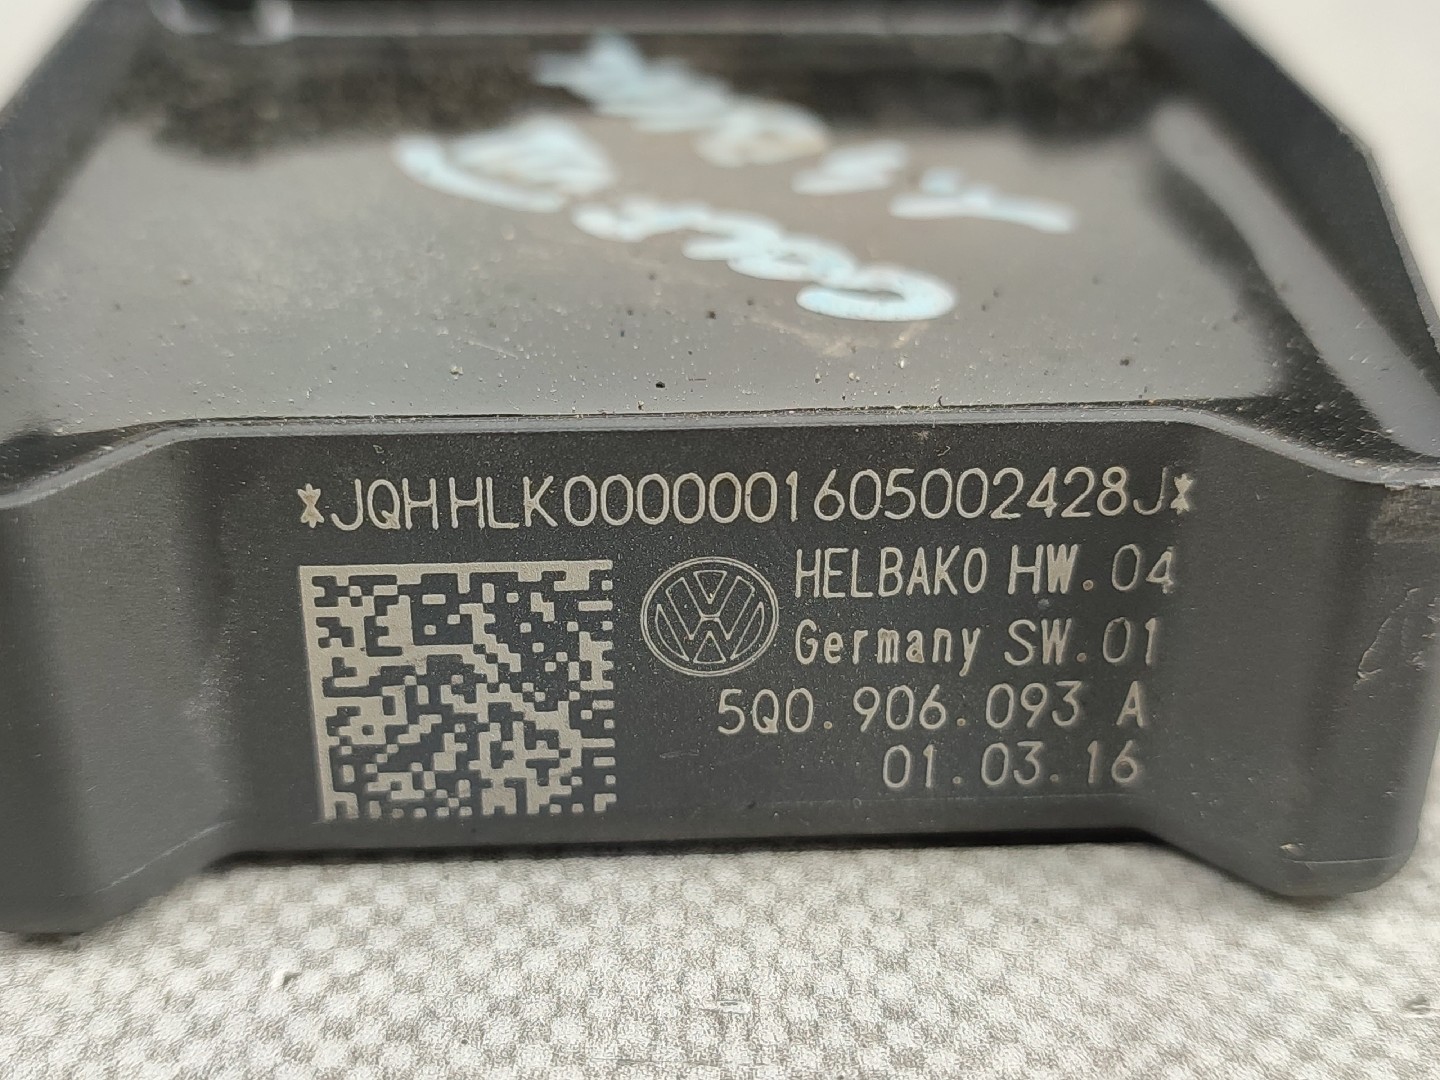 *JQHHLK0000001605002428J*
HELBAKO HW.04
Germany SW.01
5Q0.906.093 A
01.03.16